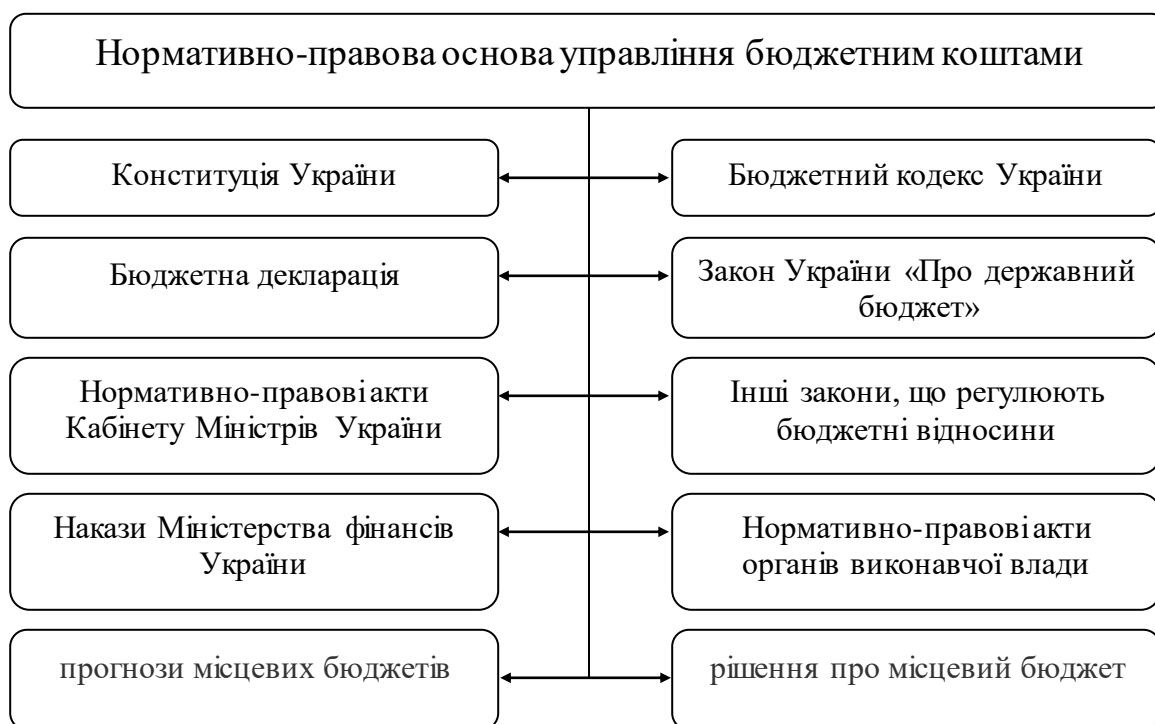 Нормативно-правова основа управління бюджетним коштами
Конституція України
Бюджетний кодекс України
Бюджетна декларація
Закон України «Про державний
бюджет»
Нормативно-правові акти
Кабінету Міністрів України
Інші закони, що регулюють
бюджетні відносини
Накази Міністерства фінансів
України
Нормативно-правові акти
органів виконавчої влади
прогнози місцевих бюджетів
рішення про місцевий бюджет